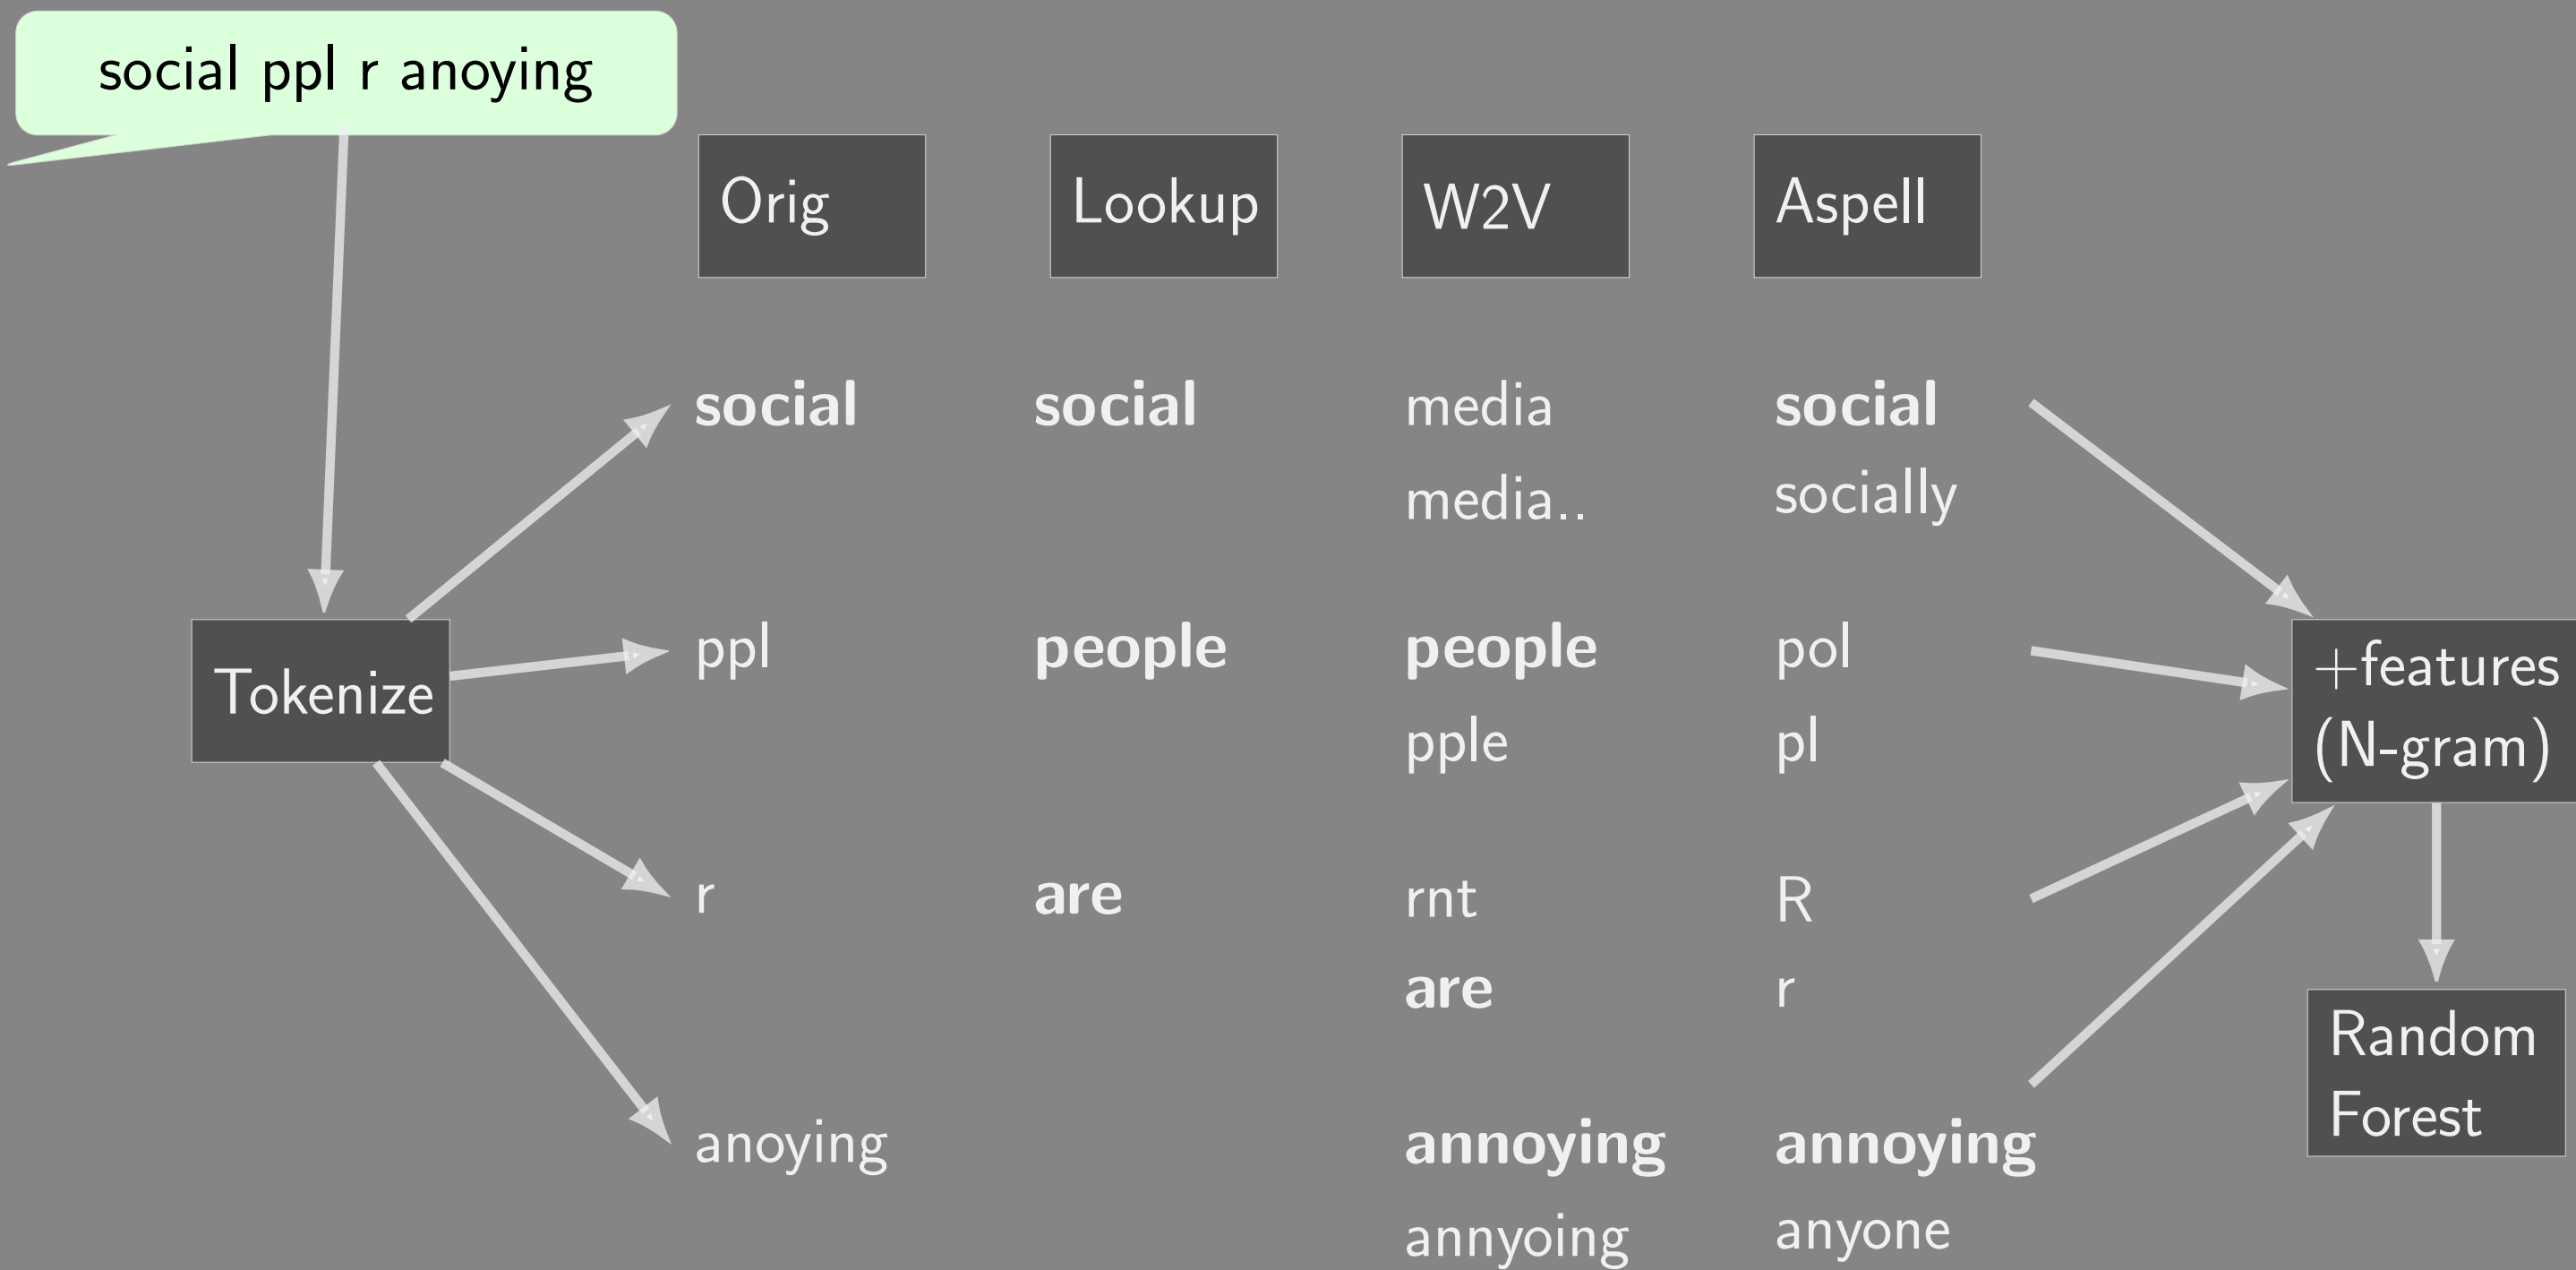 social ppl r anoying
Orig Lookup W2V Aspell
social social media social
media.. socially
ppl people people pol
pple pl
Tokenize
+features
(N-gram)
r are rnt R
are r
Random
Forest
anoying annoying annoying
annyoing anyone